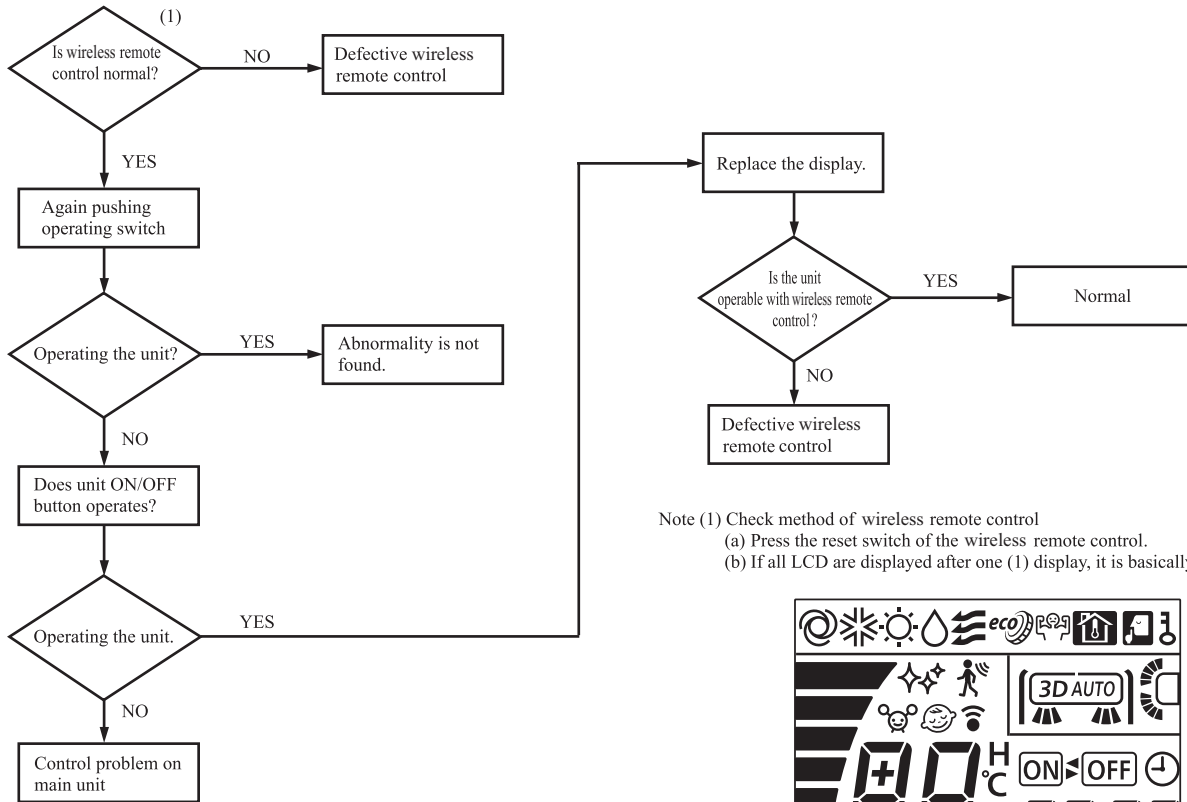 (1)
Is wireless remote
control normal?
NO
Defective wireless
remote control
YES
Again pushing
operating switch
Operating the unit?
YES
Abnormality is not
found.
NO
Does unit ON/OFF
button operates?
Operating the unit.
YES
NO
Control problem on
main unit
Replace the display.
Is the unit
operable with wireless remote
control ?
YES
Normal
NO
Defective wireless
remote control
Note (1) Check method of wireless remote control
(a) Press the reset switch of the wireless remote control.
(b) If all LCD are displayed after one (1) display, it is basically
eco
3D AUTO
H
°C
ON
OFF